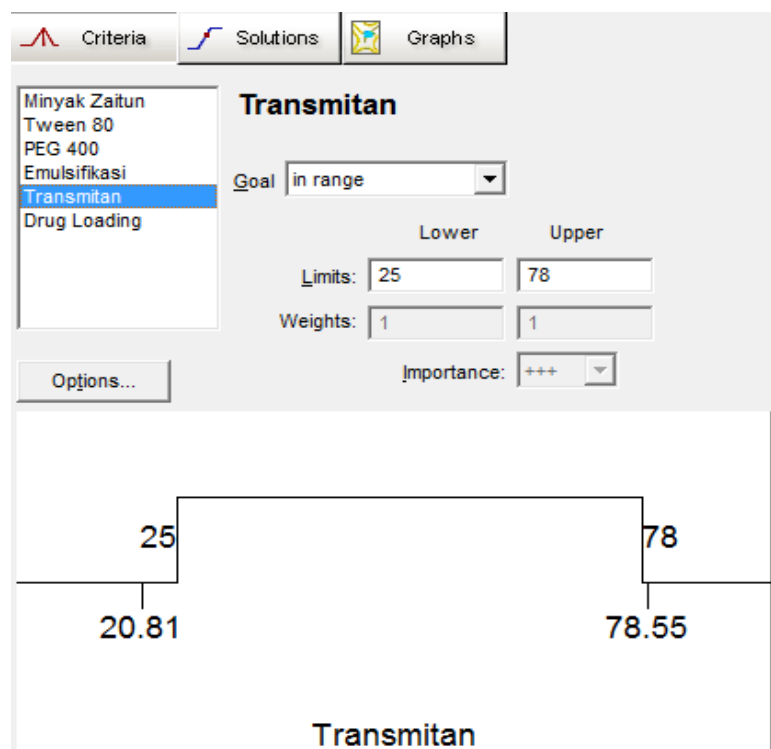 Criteria Solutions Graphs
Minyak Zaitun
Tween 80
PEG 400
Emulsifikasi
Transmitan
Drug Loading
Transmitan
Goal in range
Lower Upper
Limits: 25 78
Weights: 1 1
Importance: +++
Options...
25 78
20.81 78.55
Transmitan